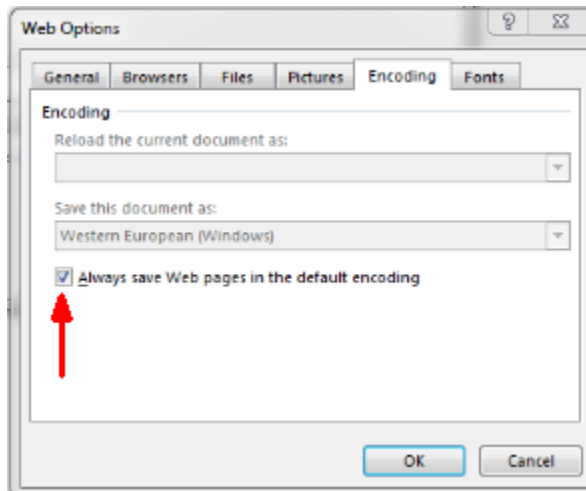 Web Options
General Browsers Files Pictures Encoding Fonts
Encoding
Reload the current document as:
Save this document as:
Western European (Windows)
Always save Web pages in the default encoding
OK Cancel